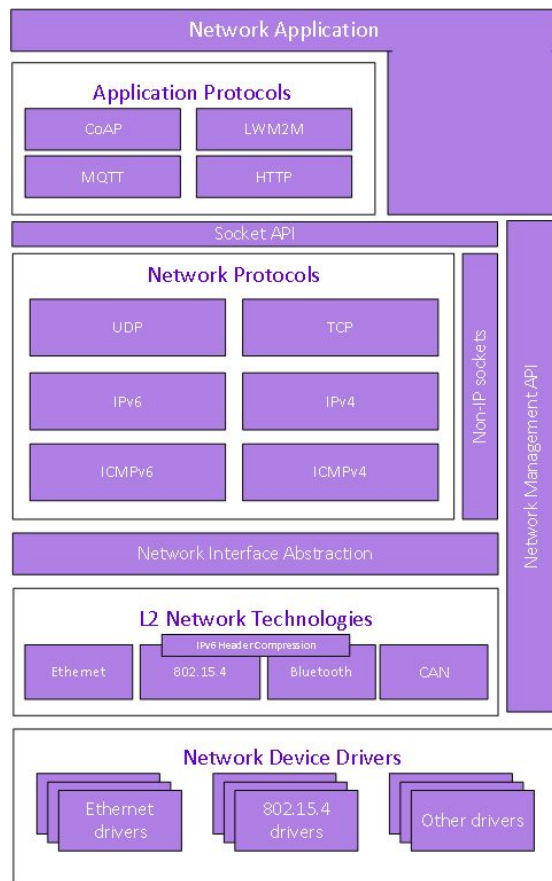 Network Application
Application Protocols
CoAP
LWM2M
MQTT
HTTP
Socket API
Network Protocols
UDP
TCP
IPv6
IPv4
ICMPv6
ICMPv4
Non-IP sockets
Network Management API
Network Interface Abstraction
L2 Network Technologies
IPv6 Header Compression
Ethernet
802.15.4
Bluetooth
CAN
Network Device Drivers
Ethernet
drivers
802.15.4
drivers
Other drivers